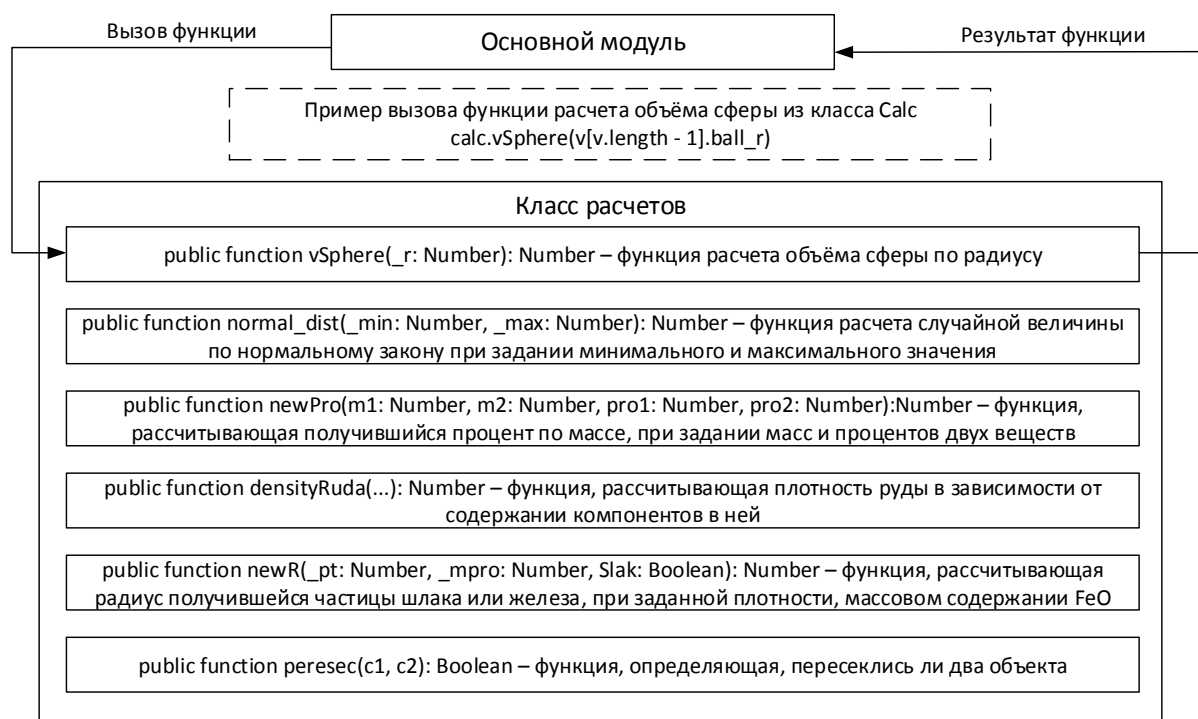 Вызов функции
Основной модуль
Результат функции
Пример вызова функции расчета объёма сферы из класса Calc
calc.vSphere(v[v.length - 1].ball_r)
Класс расчетов
public function vSphere(_r: Number): Number – функция расчета объёма сферы по радиусу
public function normal_dist(_min: Number, _max: Number): Number – функция расчета случайной величины
по нормальному закону при задании минимального и максимального значения
public function newPro(m1: Number, m2: Number, pro1: Number, pro2: Number):Number – функция,
рассчитывающая получившийся процент по массе, при задании масс и процентов двух веществ
public function densityRuda(...): Number – функция, рассчитывающая плотность руды в зависимости от
содержании компонентов в ней
public function newR(_pt: Number, _mpro: Number, Slak: Boolean): Number – функция, рассчитывающая
радиус получившейся частицы шлака или железа, при заданной плотности, массовом содержании FeO
public function peresec(c1, c2): Boolean – функция, определяющая, пересеклись ли два объекта